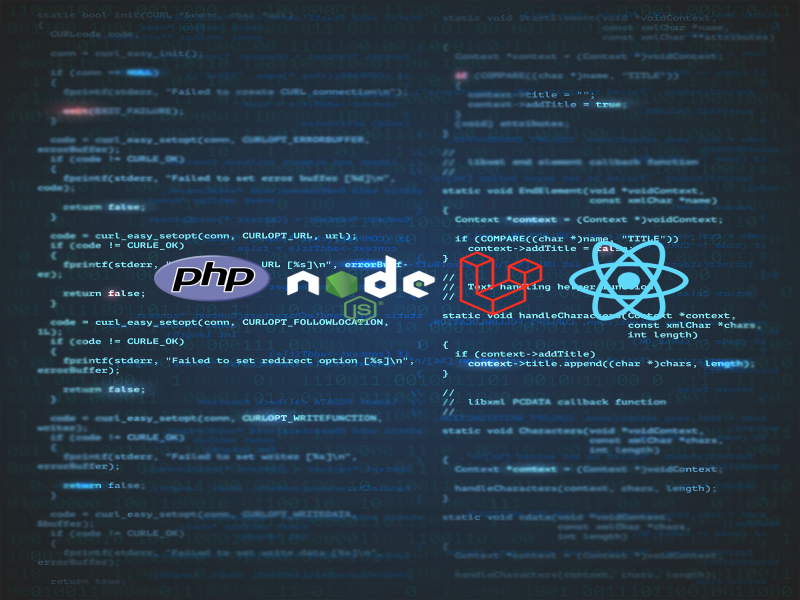 static bool init(CURL *&conn, char *url)
{
CURLcode code;
conn = curl_easy_init();
if (conn == NULL)
{
fprintf(stderr, "Failed to create CURL connection\n");
exit(EXIT_FAILURE);
}
code = curl_easy_setopt(conn, CURLOPT_ERRORBUFFER,
errorBuffer);
if (code != CURLE_OK)
{
fprintf(stderr, "Failed to set error buffer [%d]\n",
code);
return false;
}
code = curl_easy_setopt(conn, CURLOPT_URL, url);
if (code != CURLE_OK)
{
fprintf(stderr, " URL [%s]\n", errorBuf-
er);
return false;
}
code = curl_easy_setopt(conn, CURLOPT_FOLLOWLOCATION,
1L);
if (code != CURLE_OK)
{
fprintf(stderr, "Failed to set redirect option [%s]\n",
errorBuffer);
return false;
}
code = curl_easy_setopt(conn, CURLOPT_WRITEFUNCTION,
writer);
if (code != CURLE_OK)
{
fprintf(stderr, "Failed to set writer [%s]\n",
errorBuffer);
return false;
}
code = curl_easy_setopt(conn, CURLOPT_WRITEDATA,
&buffer);
if (code != CURLE_OK)
{
fprintf(stderr, "Failed to set write data [%s]\n",
errorBuffer);
return true;
static void StartElement(void *voidContext,
const xmlChar *name,
const xmlChar **attributes)
{
Context *context = (Context *)voidContext;
if (COMPARE((char *)name, "TITLE"))
{
context->title = "";
context->addTitle = true;
}
(void) attributes;
}
//
// libxml end element callback function
//
static void EndElement(void *voidContext,
const xmlChar *name)
{
Context *context = (Context *)voidContext;
if (COMPARE((char *)name, "TITLE"))
context->addTitle = false;
}
//
// Text handling helper function
//
static void handleCharacters(Context *context,
const xmlChar *chars,
int length)
{
if (context->addTitle)
context->title.append((char *)chars, length);
}
//
// libxml PCDATA callback function
//
static void Characters(void *voidContext,
const xmlChar *chars,
int length)
{
Context *context = (Context *)voidContext;
handleCharacters(context, chars, length);
}
static void cdata(void *voidContext,
const xmlChar *chars,
int length)
{
Context *context = (Context *)voidContext;
handleCharacters(context, chars, length);
php
node
JS